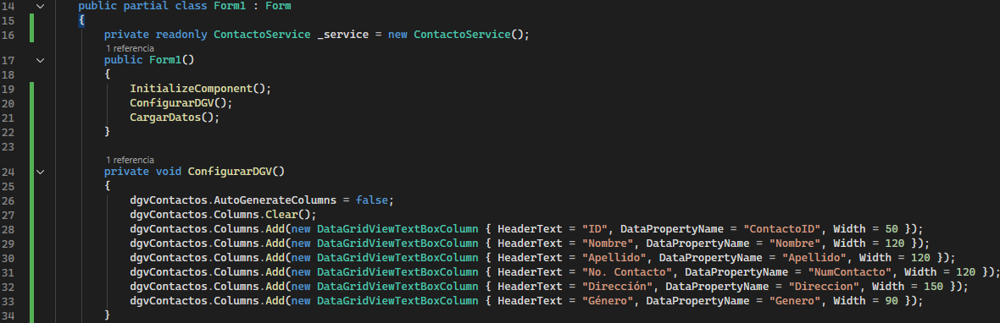 14 public partial class Form1 : Form
15 {
16 private readonly ContactoService _service = new ContactoService();
1 referencia
17 public Form1()
18 {
19 InitializeComponent();
20 ConfigurarDGV();
21 CargarDatos();
22 }
23
1 referencia
24 private void ConfigurarDGV()
25 {
26 dgvContactos.AutoGenerateColumns = false;
27 dgvContactos.Columns.Clear();
28 dgvContactos.Columns.Add(new DataGridViewTextBoxColumn { HeaderText = "ID", DataPropertyName = "ContactoID", Width = 50 });
29 dgvContactos.Columns.Add(new DataGridViewTextBoxColumn { HeaderText = "Nombre", DataPropertyName = "Nombre", Width = 120 });
30 dgvContactos.Columns.Add(new DataGridViewTextBoxColumn { HeaderText = "Apellido", DataPropertyName = "Apellido", Width = 120 });
31 dgvContactos.Columns.Add(new DataGridViewTextBoxColumn { HeaderText = "No. Contacto", DataPropertyName = "NumContacto", Width = 120 });
32 dgvContactos.Columns.Add(new DataGridViewTextBoxColumn { HeaderText = "Dirección", DataPropertyName = "Direccion", Width = 150 });
33 dgvContactos.Columns.Add(new DataGridViewTextBoxColumn { HeaderText = "Género", DataPropertyName = "Genero", Width = 90 });
34 }